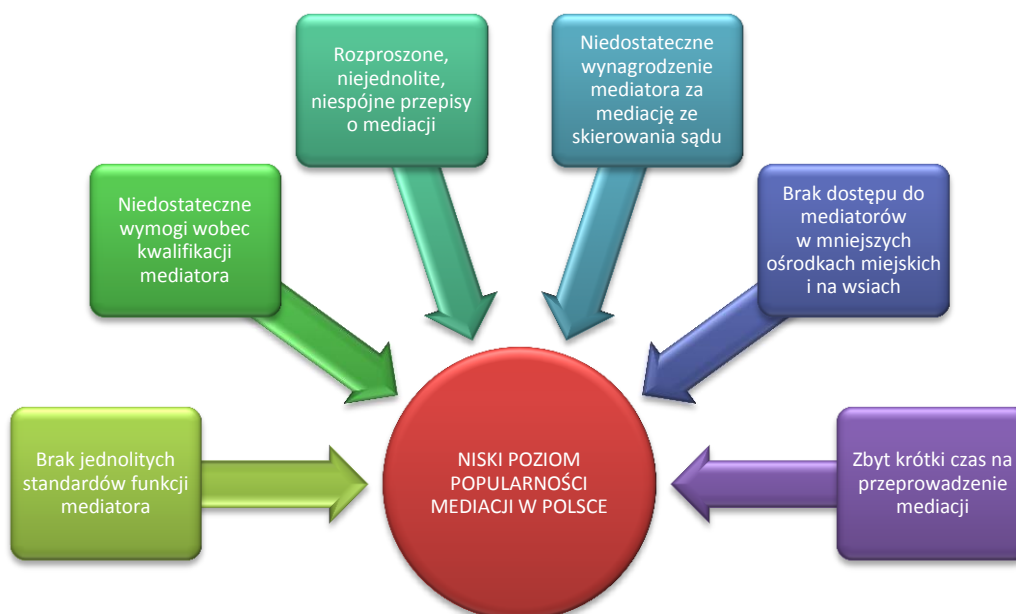 Rozproszone,
niejednolite,
niespójne przepisy
o mediacji
Niedostateczne
wynagrodzenie
mediatora za
mediację ze
skierowania sądu
Niedostateczne
wymogi wobec
kwalifikacji
mediatora
Brak dostępu do
mediatorów
w mniejszych
ośrodkach miejskich
i na wsiach
Brak jednolitych
standardów funkcji
mediatora
NISKI POZIOM
POPULARNOŚCI
MEDIACJI W POLSCE
Zbyt krótki czas na
przeprowadzenie
mediacji